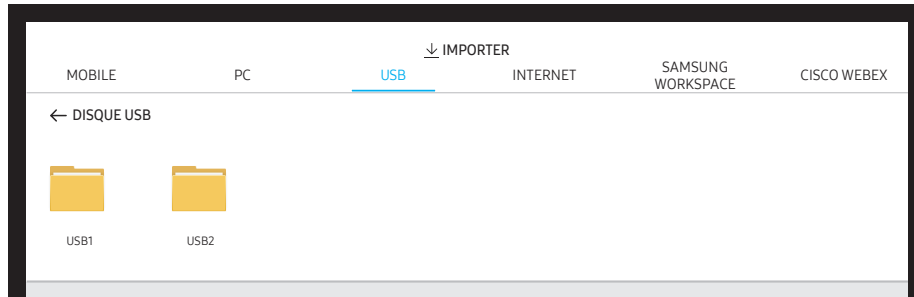 IMPORTER
MOBILE PC USB INTERNET SAMSUNG WORKSPACE CISCO WEBEX
DISQUE USB
USB1 USB2